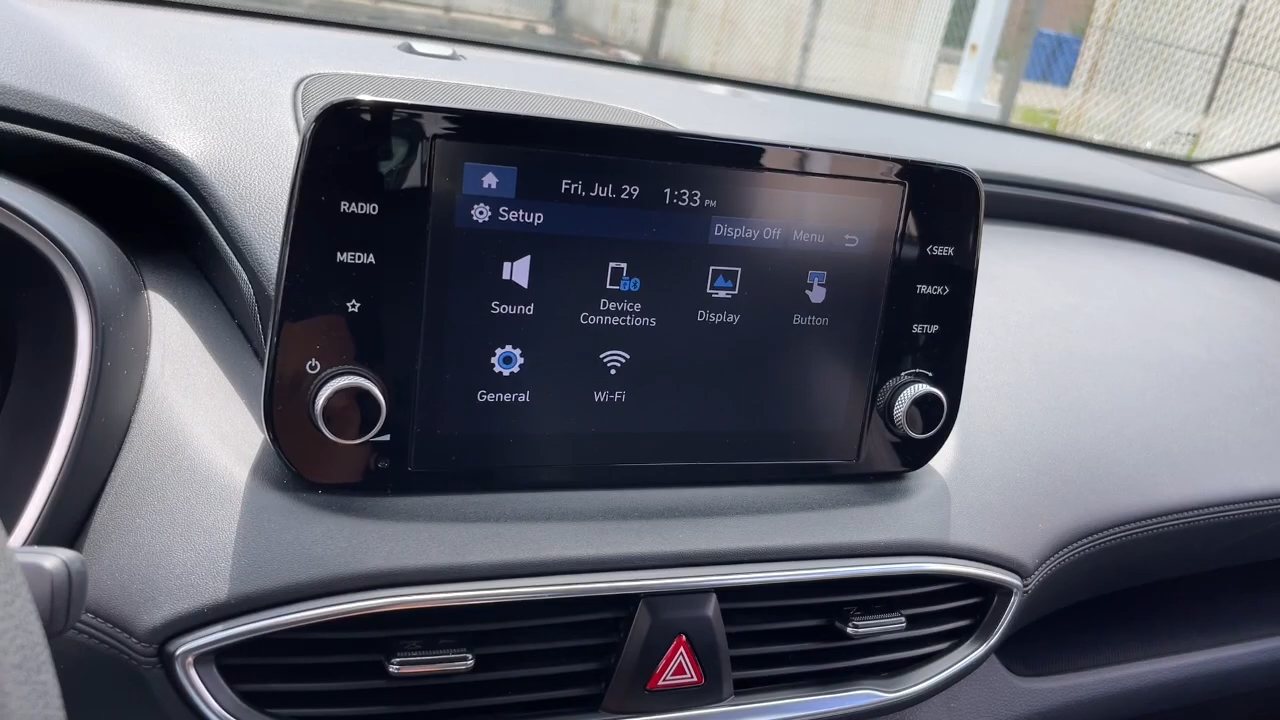 RADIO
MEDIA
Fri, Jul. 29 1:33 PM
Setup
Display Off Menu
Sound
Device
Connections
Display
Button
General
Wi-Fi
<SEEK
TRACK>
SETUP